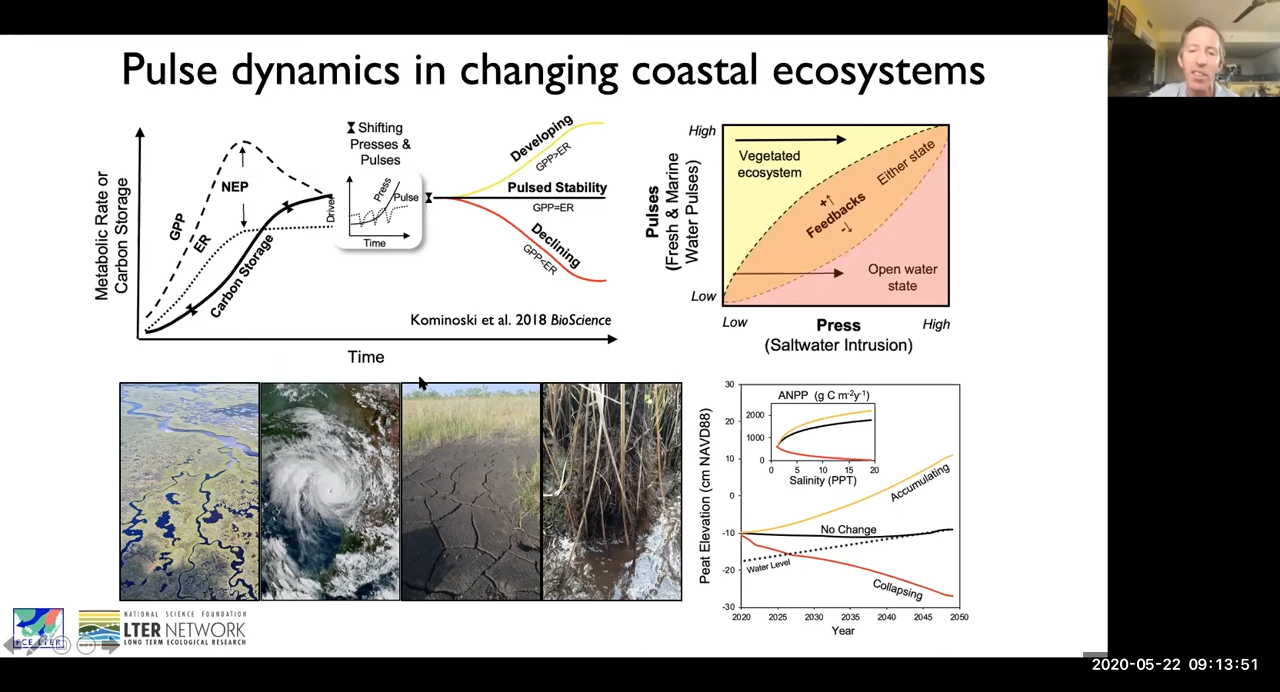 Pulse dynamics in changing coastal ecosystems
Metabolic Rate or
Carbon Storage
GPP
ER
NEP
Carbon Storage
Time
Shifting
Presses &
Pulses
Driver
Press
Pulse
Time
Developing
GPP>ER
Pulsed Stability
GPP=ER
Declining
GPP<ER
Kominoski et al. 2018 BioScience
Pulses
(Fresh & Marine
Water Pulses)
High
Low
Vegetated
ecosystem
Either state
+↑
Feedbacks
-↓
Open water
state
Low
Press
High
(Saltwater Intrusion)
Peat Elevation (cm NAVD88)
30
20
10
0
-10
-20
-30
ANPP (g C m-2y-1)
2000
1000
0
0 5 10 15 20
Salinity (PPT)
Accumulating
No Change
Water Level
Collapsing
2020 2025 2030 2035 2040 2045 2050
Year
FCE LTER
NATIONAL SCIENCE FOUNDATION
LTER NETWORK
LONG TERM ECOLOGICAL RESEARCH
2020-05-22 09:13:51